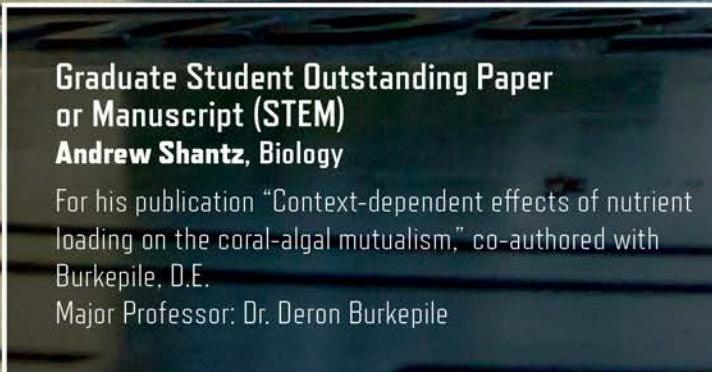 Graduate Student Outstanding Paper
or Manuscript (STEM)
Andrew Shantz, Biology
For his publication “Context-dependent effects of nutrient
loading on the coral-algal mutualism,” co-authored with
Burkepile, D.E.
Major Professor: Dr. Deron Burkepile